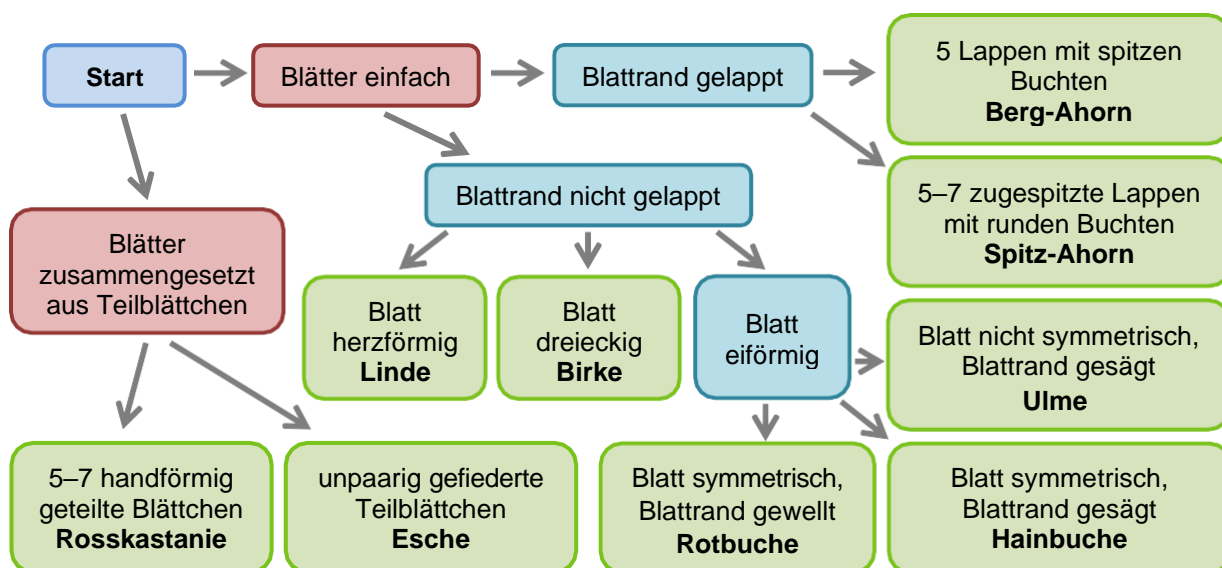 Start
Blätter einfach
Blattrand gelappt
5 Lappen mit spitzen
Buchten
Berg-Ahorn
Blattrand nicht gelappt
5–7 zugespitzte Lappen
mit runden Buchten
Spitz-Ahorn
Blätter
zusammengesetzt
aus Teilblättchen
Blatt
herzförmig
Linde
Blatt
dreieckig
Birke
Blatt
eiförmig
Blatt nicht symmetrisch,
Blattrand gesägt
Ulme
5–7 handförmig
geteilte Blättchen
Rosskastanie
unpaarig gefiederte
Teilblättchen
Esche
Blatt symmetrisch,
Blattrand gewellt
Rotbuche
Blatt symmetrisch,
Blattrand gesägt
Hainbuche